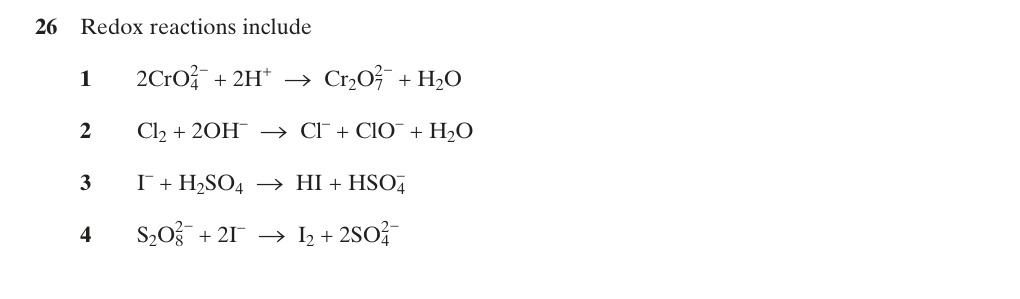 26 Redox reactions include
1 2CrO₄²⁻ + 2H⁺ → Cr₂O₇²⁻ + H₂O
2 Cl₂ + 2OH⁻ → Cl⁻ + ClO⁻ + H₂O
3 I⁻ + H₂SO₄ → HI + HSO₄⁻
4 S₂O₈²⁻ + 2I⁻ → I₂ + 2SO₄²⁻